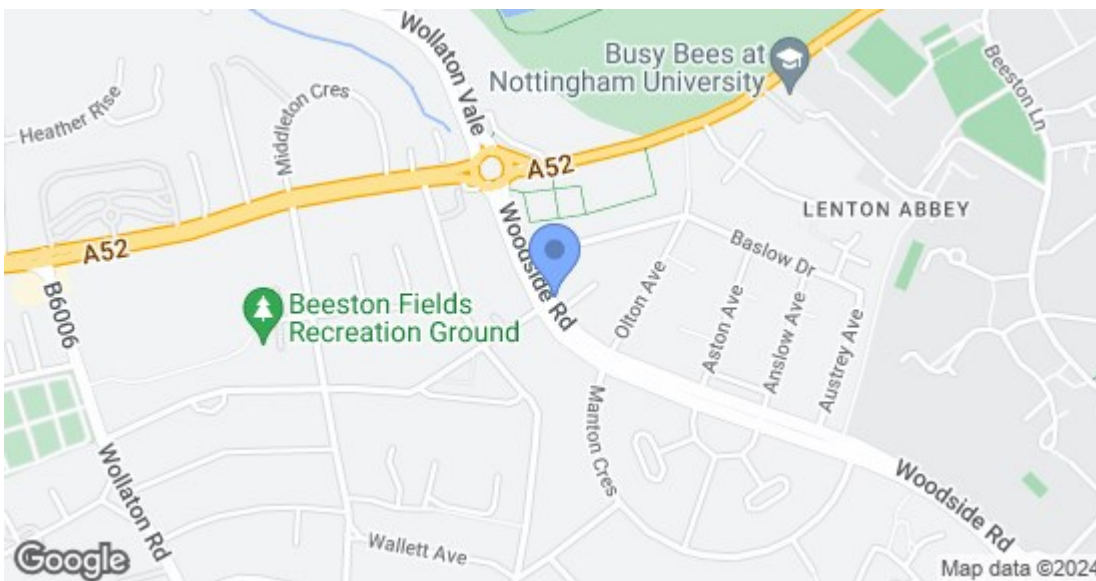 Wollaton Vale
Busy Bees at
Nottingham University
Beeston Ln
Heather Rise
Middleton Cres
A52
LENTON ABBEY
A52
Woodside Rd
Baslow Dr
B6006
Beeston Fields
Recreation Ground
Olton Ave
Aston Ave
Anslow Ave
Austrey Ave
Manton Cres
Wollaton Rd
Woodside Rd
Wallett Ave
Google
Map data ©2024